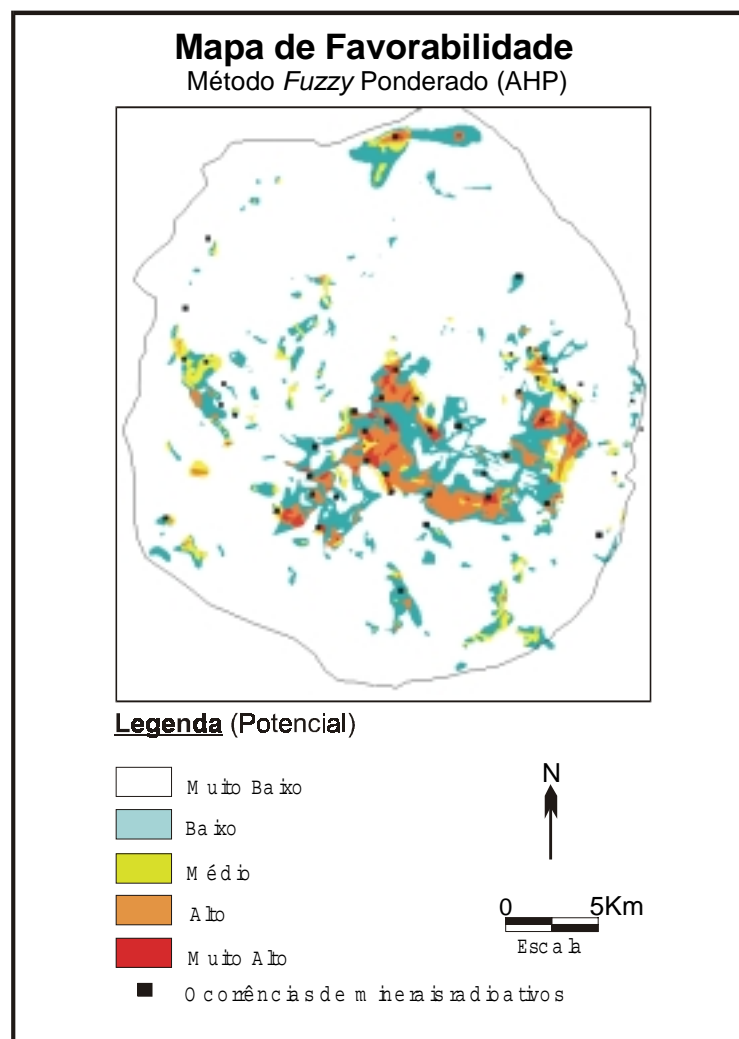 Mapa de Favorabilidade
Método Fuzzy Ponderado (AHP)
Legenda (Potencial)
Muito Baixo
Baixo
Médio
Alto
Muito Alto
Ocorrências de minerais radioativos
N
0 5Km
Escala